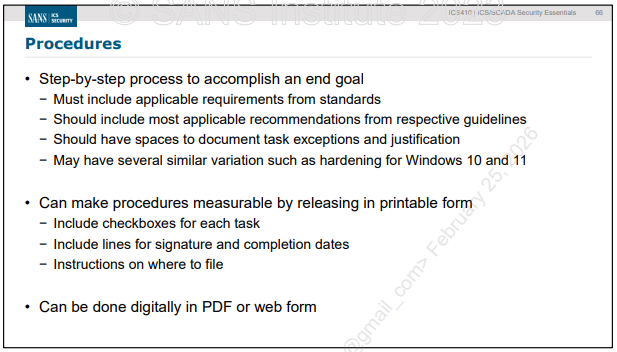 © SANS Institute 2026
SANS ICS SECURITY
ICS410 | ICS/SCADA Security Essentials 66
Procedures
• Step-by-step process to accomplish an end goal
– Must include applicable requirements from standards
– Should include most applicable recommendations from respective guidelines
– Should have spaces to document task exceptions and justification
– May have several similar variation such as hardening for Windows 10 and 11
• Can make procedures measurable by releasing in printable form
– Include checkboxes for each task
– Include lines for signature and completion dates
– Instructions on where to file
• Can be done digitally in PDF or web form
@gmail_com> February 25, 2026